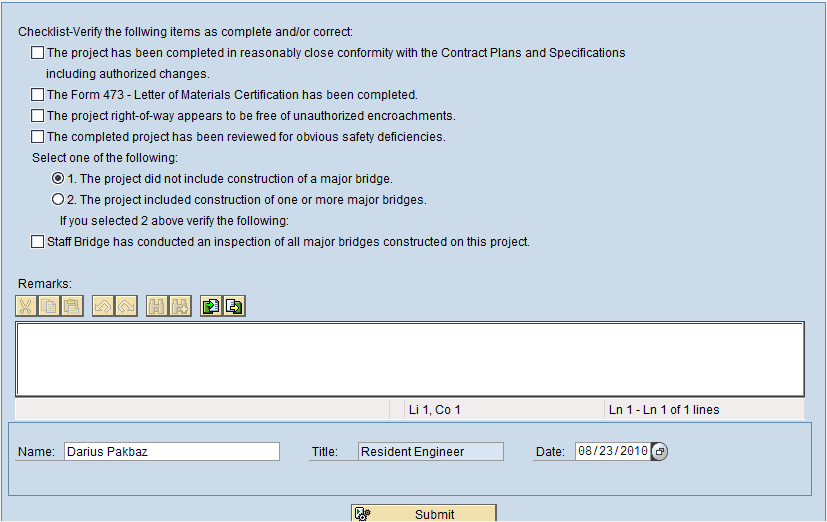 Checklist-Verify the following items as complete and/or correct:
The project has been completed in reasonably close conformity with the Contract Plans and Specifications
including authorized changes.
The Form 473 - Letter of Materials Certification has been completed.
The project right-of-way appears to be free of unauthorized encroachments.
The completed project has been reviewed for obvious safety deficiencies.
Select one of the following:
1. The project did not include construction of a major bridge.
2. The project included construction of one or more major bridges.
If you selected 2 above verify the following:
Staff Bridge has conducted an inspection of all major bridges constructed on this project.
Remarks:
Li 1, Co 1 Ln 1 - Ln 1 of 1 lines
Name: Darius Pakbaz Title: Resident Engineer Date: 08/23/2010
Submit